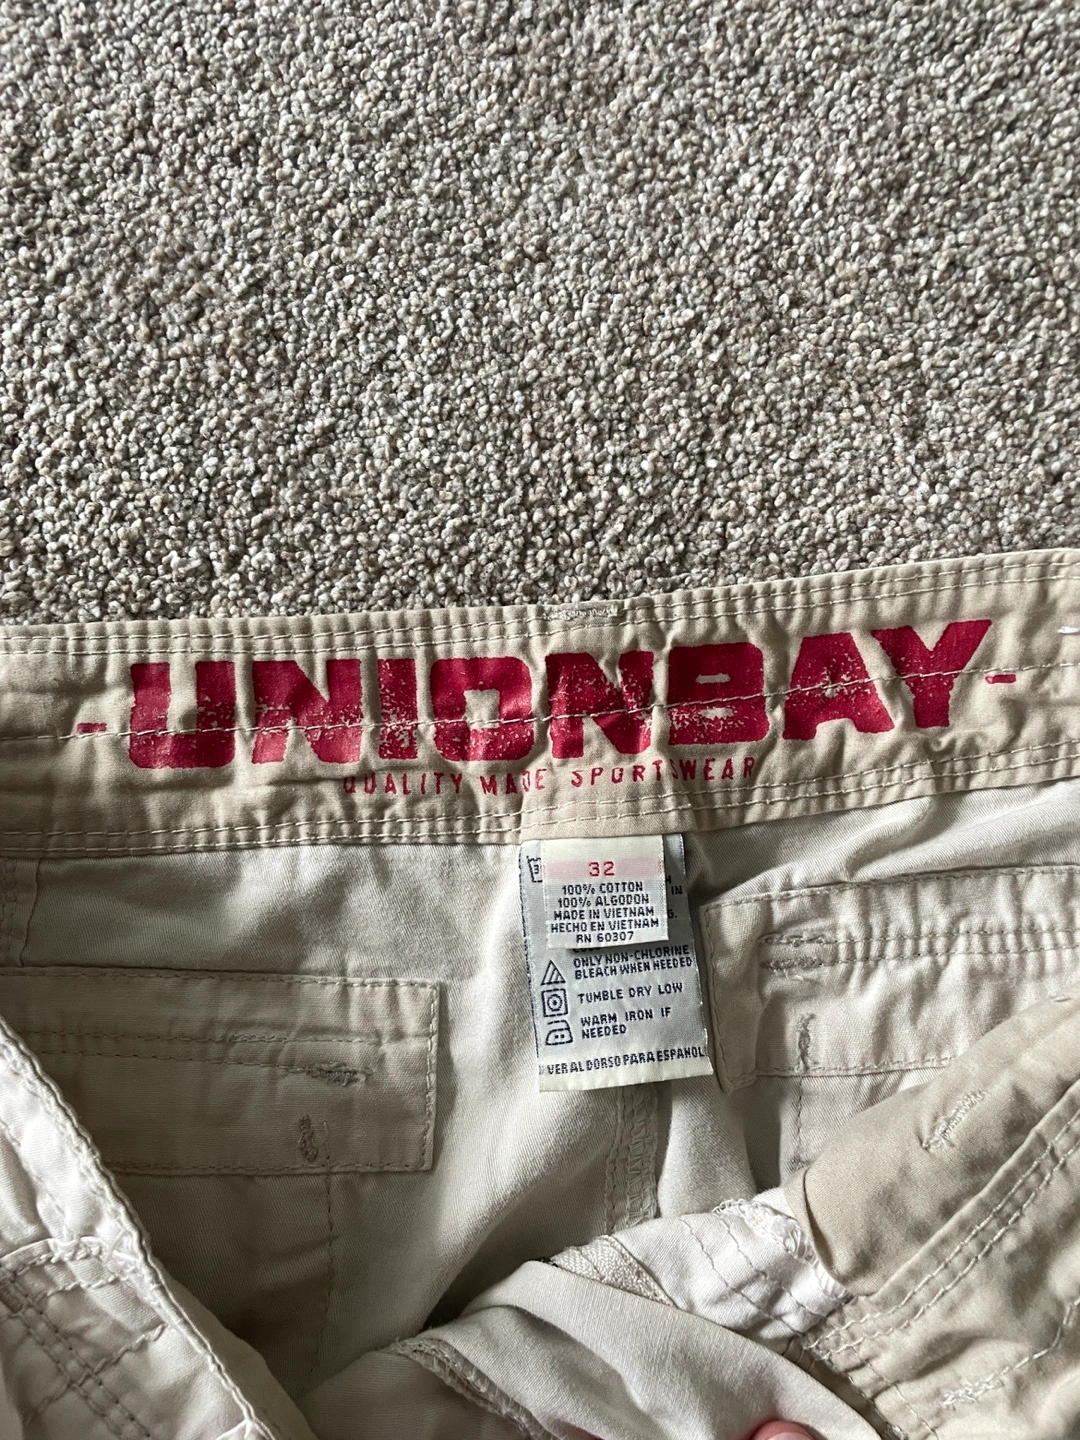 -UNIONBAY-
QUALITY MADE SPORTSWEAR
32
100% COTTON
100% ALGODON
MADE IN VIETNAM
HECHO EN VIETNAM
RN 60307
IN
ONLY NON-CHLORINE
BLEACH WHEN NEEDED
TUMBLE DRY LOW
WARM IRON IF
NEEDED
VER AL DORSO PARA ESPANOL